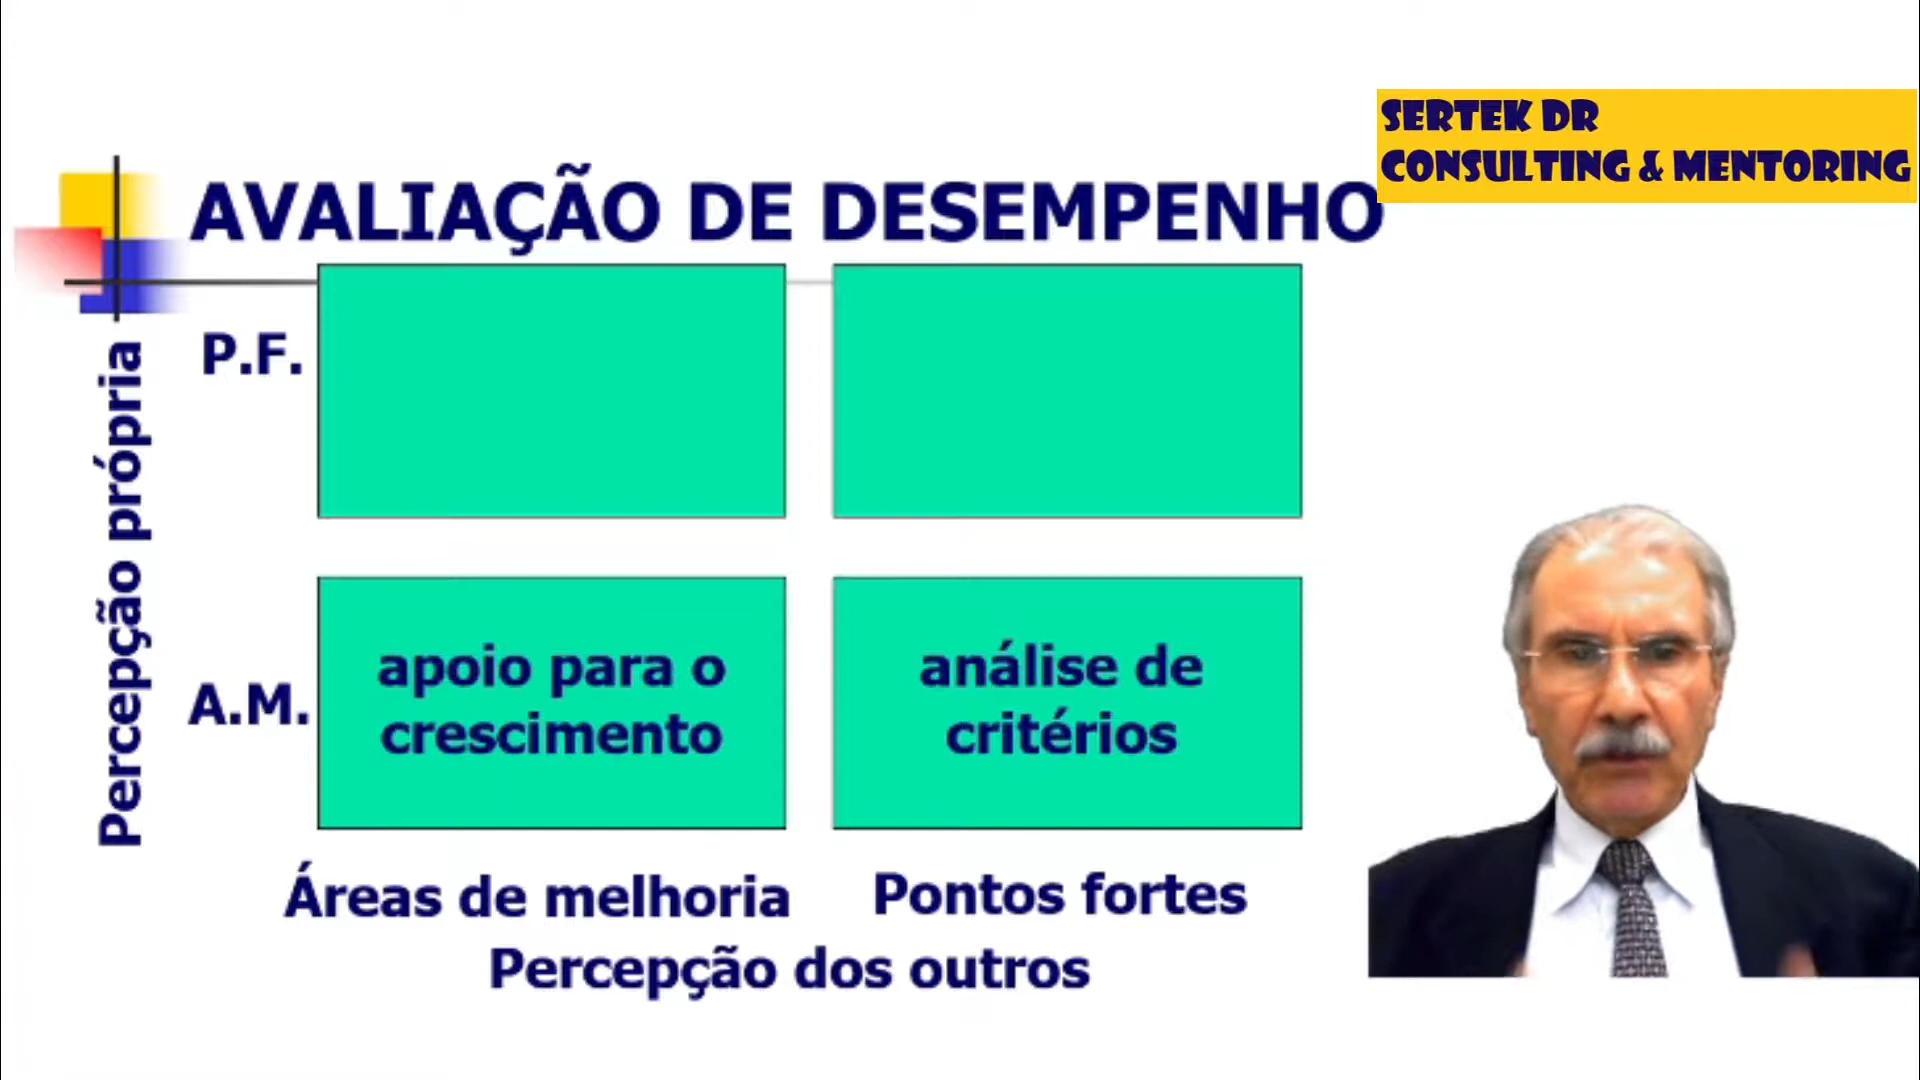 SERTEK DR
CONSULTING & MENTORING
AVALIAÇÃO DE DESEMPENHO
Percepção própria
P.F.
A.M.
apoio para o
crescimento
análise de
critérios
Áreas de melhoria
Pontos fortes
Percepção dos outros